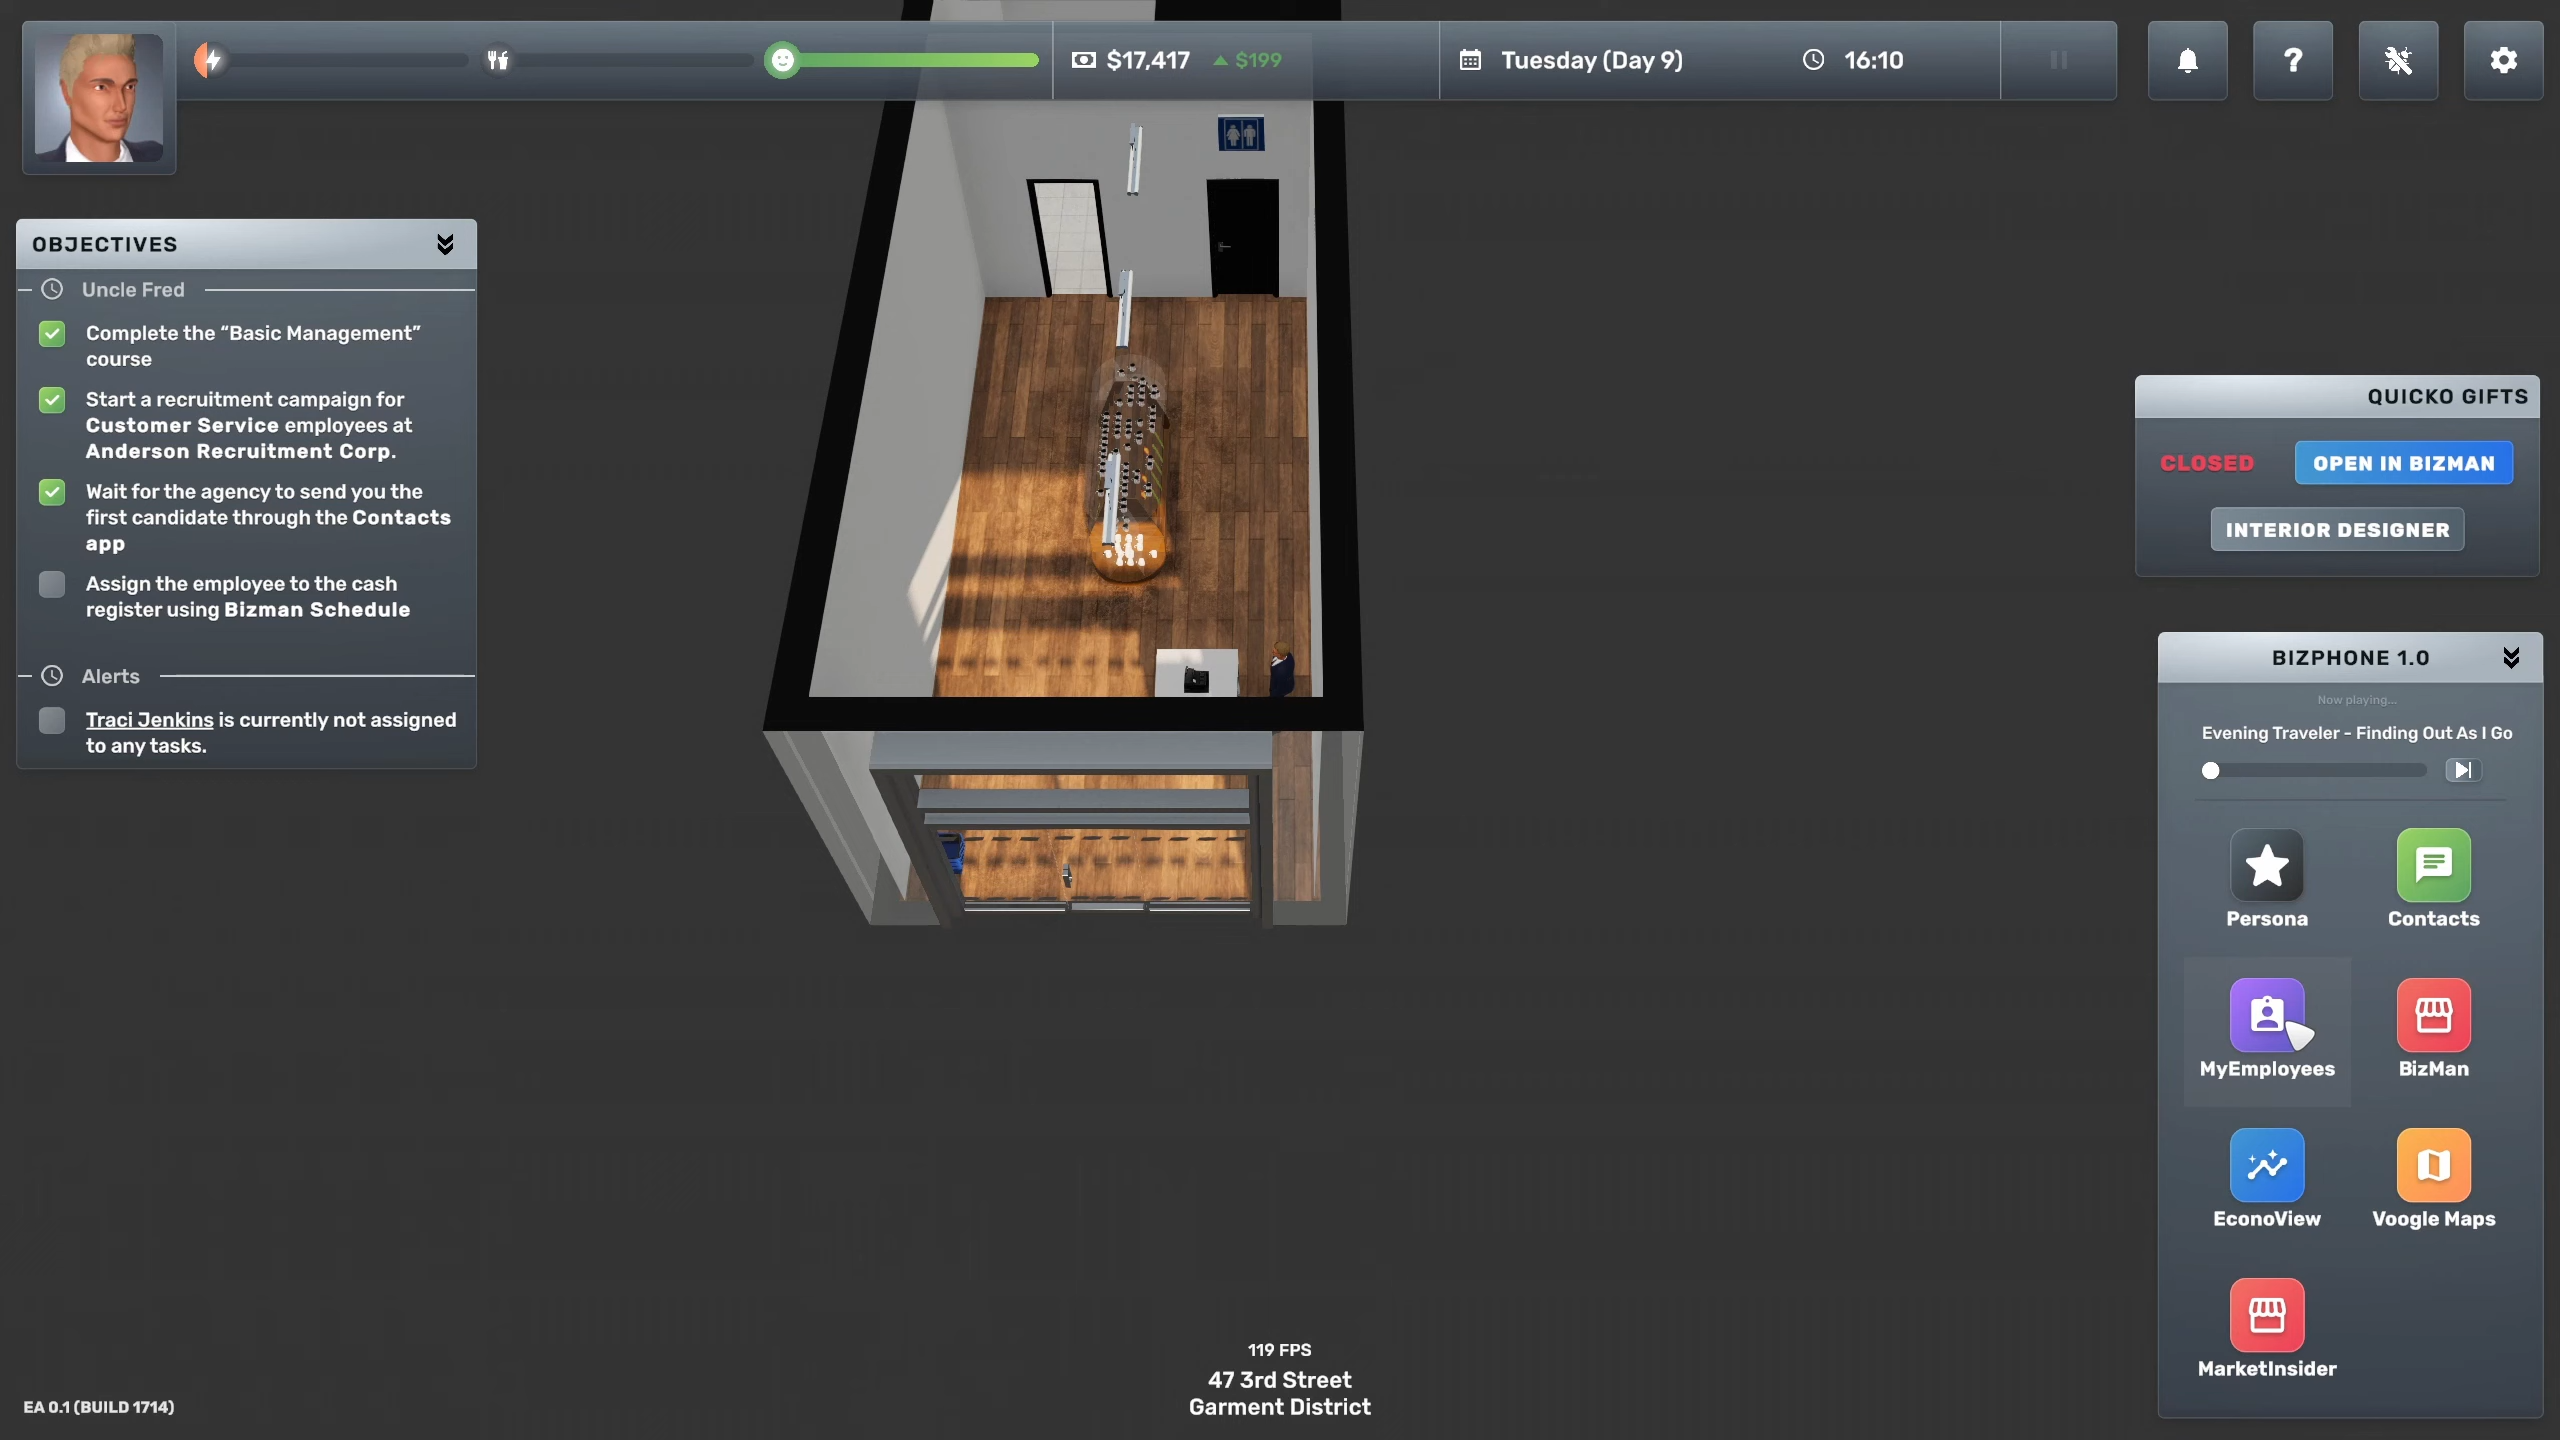 $17,417
$199
Tuesday (Day 9)
16:10
?
OBJECTIVES
Uncle Fred
Complete the “Basic Management”
course
Start a recruitment campaign for
Customer Service employees at
Anderson Recruitment Corp.
Wait for the agency to send you the
first candidate through the Contacts
app
Assign the employee to the cash
register using Bizman Schedule
Alerts
Traci Jenkins is currently not assigned
to any tasks.
QUICKO GIFTS
CLOSED
OPEN IN BIZMAN
INTERIOR DESIGNER
BIZPHONE 1.0
Now playing...
Evening Traveler - Finding Out As I Go
Persona
Contacts
MyEmployees
BizMan
EconoView
Voogle Maps
MarketInsider
119 FPS
47 3rd Street
Garment District
EA 0.1 (BUILD 1714)